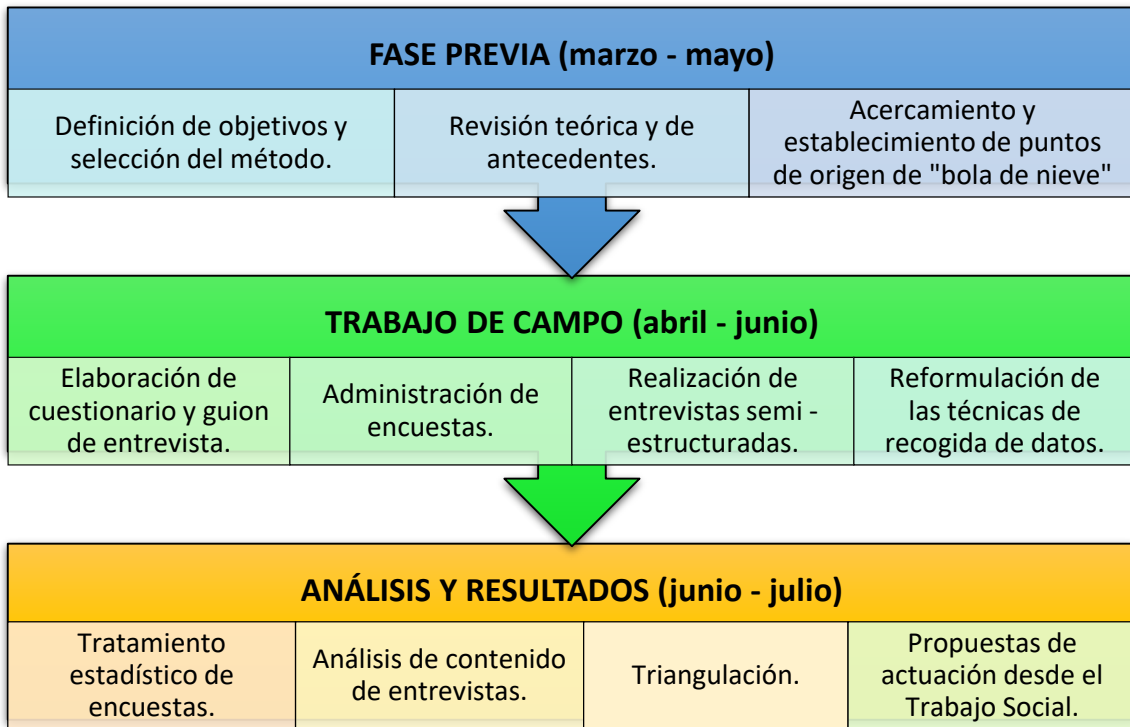 FASE PREVIA (marzo - mayo)
Definición de objetivos y
selección del método.
Revisión teórica y de
antecedentes.
Acercamiento y
establecimiento de puntos
de origen de "bola de nieve"
TRABAJO DE CAMPO (abril - junio)
Elaboración de
cuestionario y guion
de entrevista.
Administración de
encuestas.
Realización de
entrevistas semi -
estructuradas.
Reformulación de
las técnicas de
recogida de datos.
ANÁLISIS Y RESULTADOS (junio - julio)
Tratamiento
estadístico de
encuestas.
Análisis de contenido
de entrevistas.
Triangulación.
Propuestas de
actuación desde el
Trabajo Social.